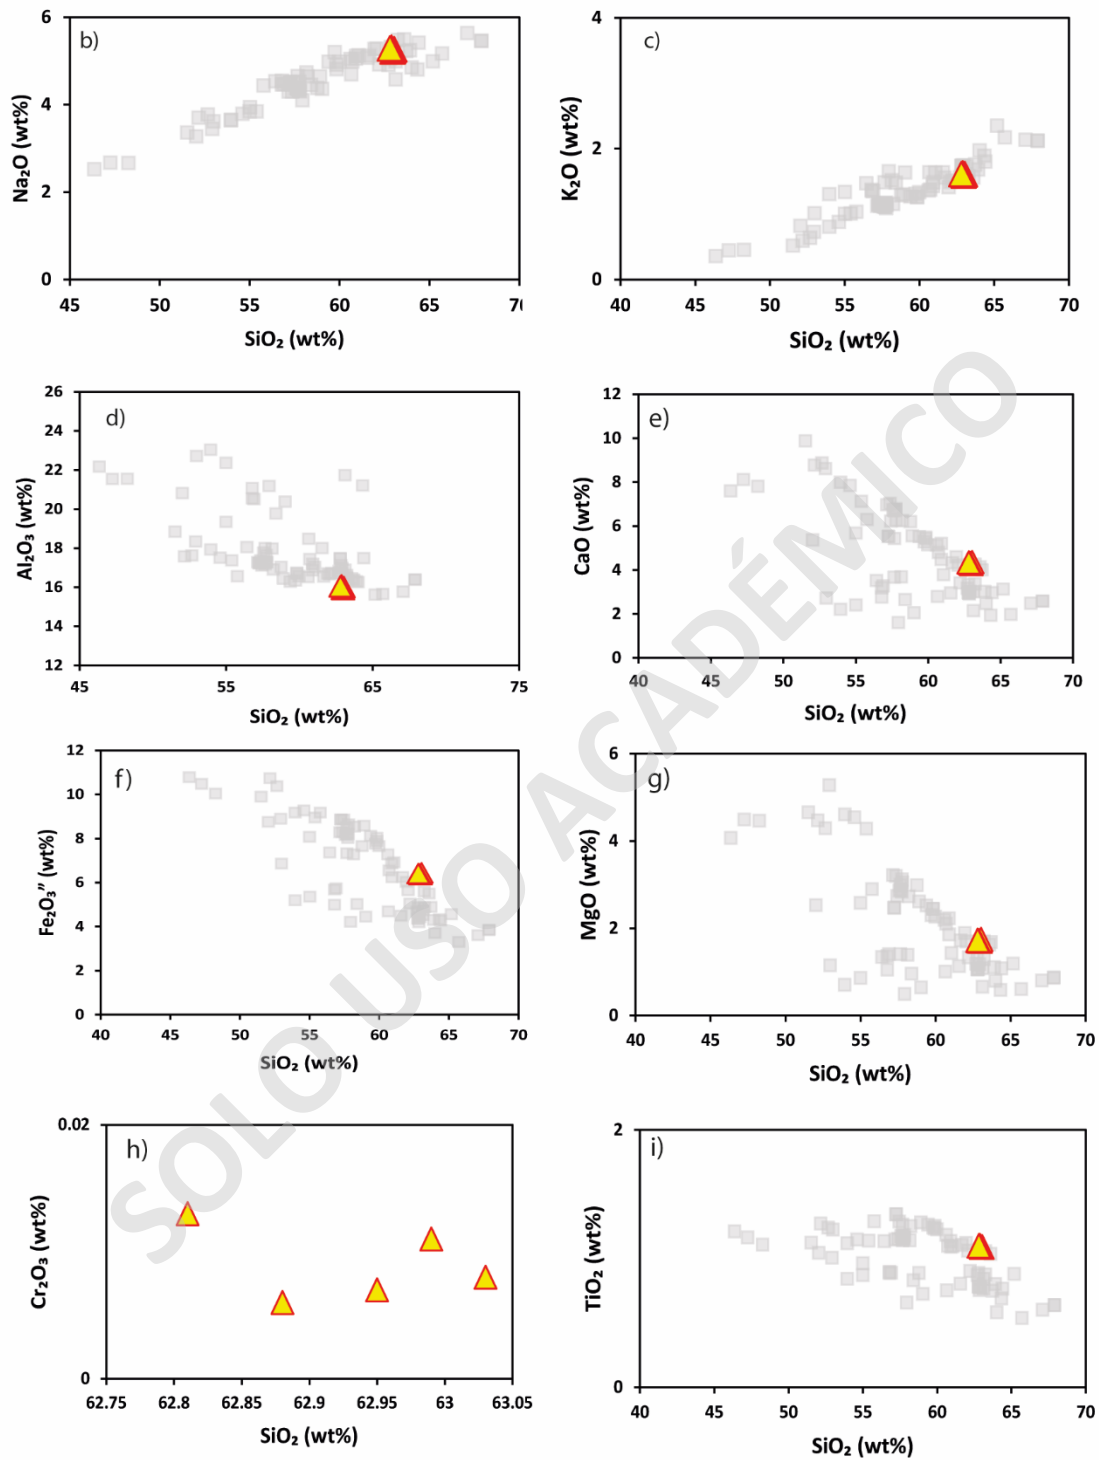 b)
6
4
2
0
Na₂O (wt%)
45 50 55 60 65 70
SiO₂ (wt%)
c)
4
2
0
K₂O (wt%)
40 45 50 55 60 65 70
SiO₂ (wt%)
d)
26
24
22
20
18
16
14
12
Al₂O₃ (wt%)
45 55 65 75
SiO₂ (wt%)
e)
12
10
8
6
4
2
0
CaO (wt%)
40 45 50 55 60 65 70
SiO₂ (wt%)
f)
12
10
8
6
4
2
0
Fe₂O₃” (wt%)
40 45 50 55 60 65 70
SiO₂ (wt%)
g)
6
4
2
0
MgO (wt%)
40 45 50 55 60 65 70
SiO₂ (wt%)
h)
0.02
0
Cr₂O₃ (wt%)
62.75 62.8 62.85 62.9 62.95 63 63.05
SiO₂ (wt%)
i)
2
0
TiO₂ (wt%)
40 45 50 55 60 65 70
SiO₂ (wt%)
SOLO USO ACADÉMICO